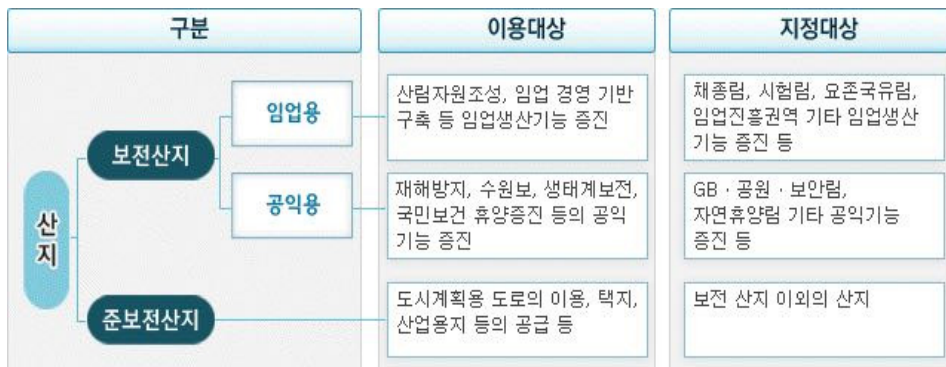 구분
이용대상
지정대상
산지
보전산지
임업용
산림자원조성, 임업 경영 기반
구축 등 임업생산기능 증진
채종림, 시험림, 요존국유림,
임업진흥권역 기타 임업생산
기능 증진 등
공익용
재해방지, 수원보, 생태계보전,
국민보건 휴양증진 등의 공익
기능 증진
GB · 공원 · 보안림,
자연휴양림 기타 공익기능
증진 등
준보전산지
도시계획용 도로의 이용, 택지,
산업용지 등의 공급 등
보전 산지 이외의 산지